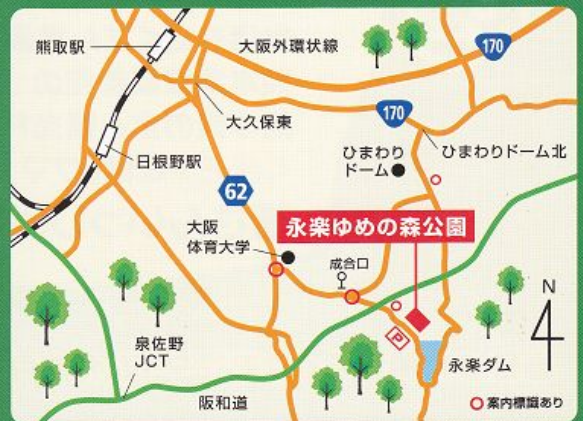 熊取駅
大阪外環状線
170
大久保東
170
ひまわり
ドーム
ひまわりドーム北
日根野駅
62
永楽ゆめの森公園
大阪
体育大学
成合口
N
P
泉佐野
JCT
永楽ダム
阪和道
案内標識あり